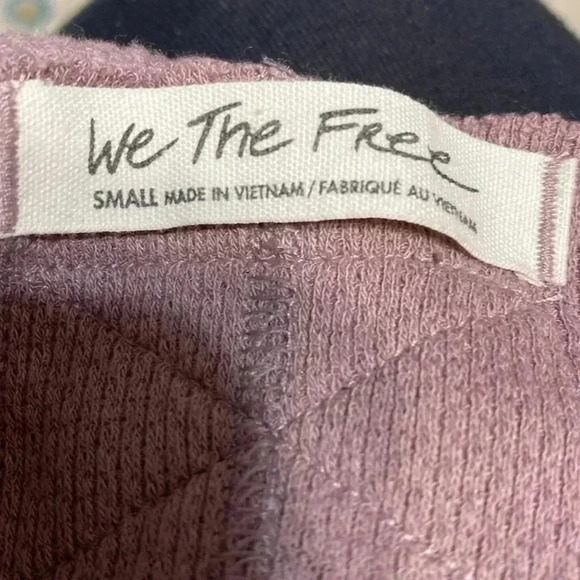 We The Free
SMALL MADE IN VIETNAM / FABRIQUÉ AU VIETNAM